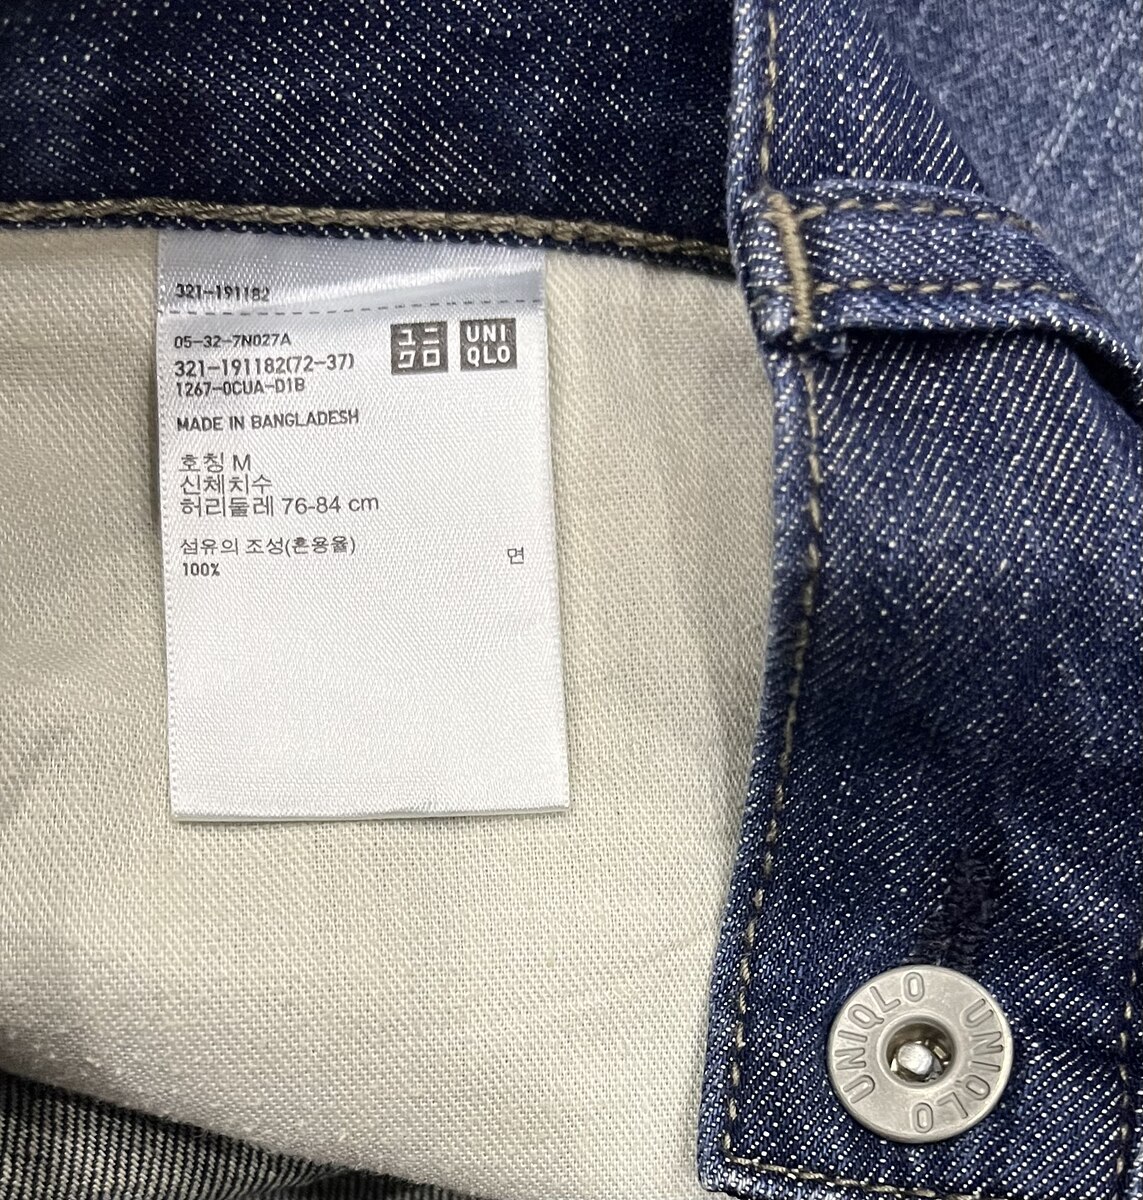 321-191182
05-32-7N027A
321-191182(72-37)
1267-0CUA-D1B
ユニ
クロ
UNI
QLO
MADE IN BANGLADESH
호칭 M
신체치수
허리둘레 76-84 cm
섬유의 조성(혼용율)
면
100%
UNIQLO UNIQLO